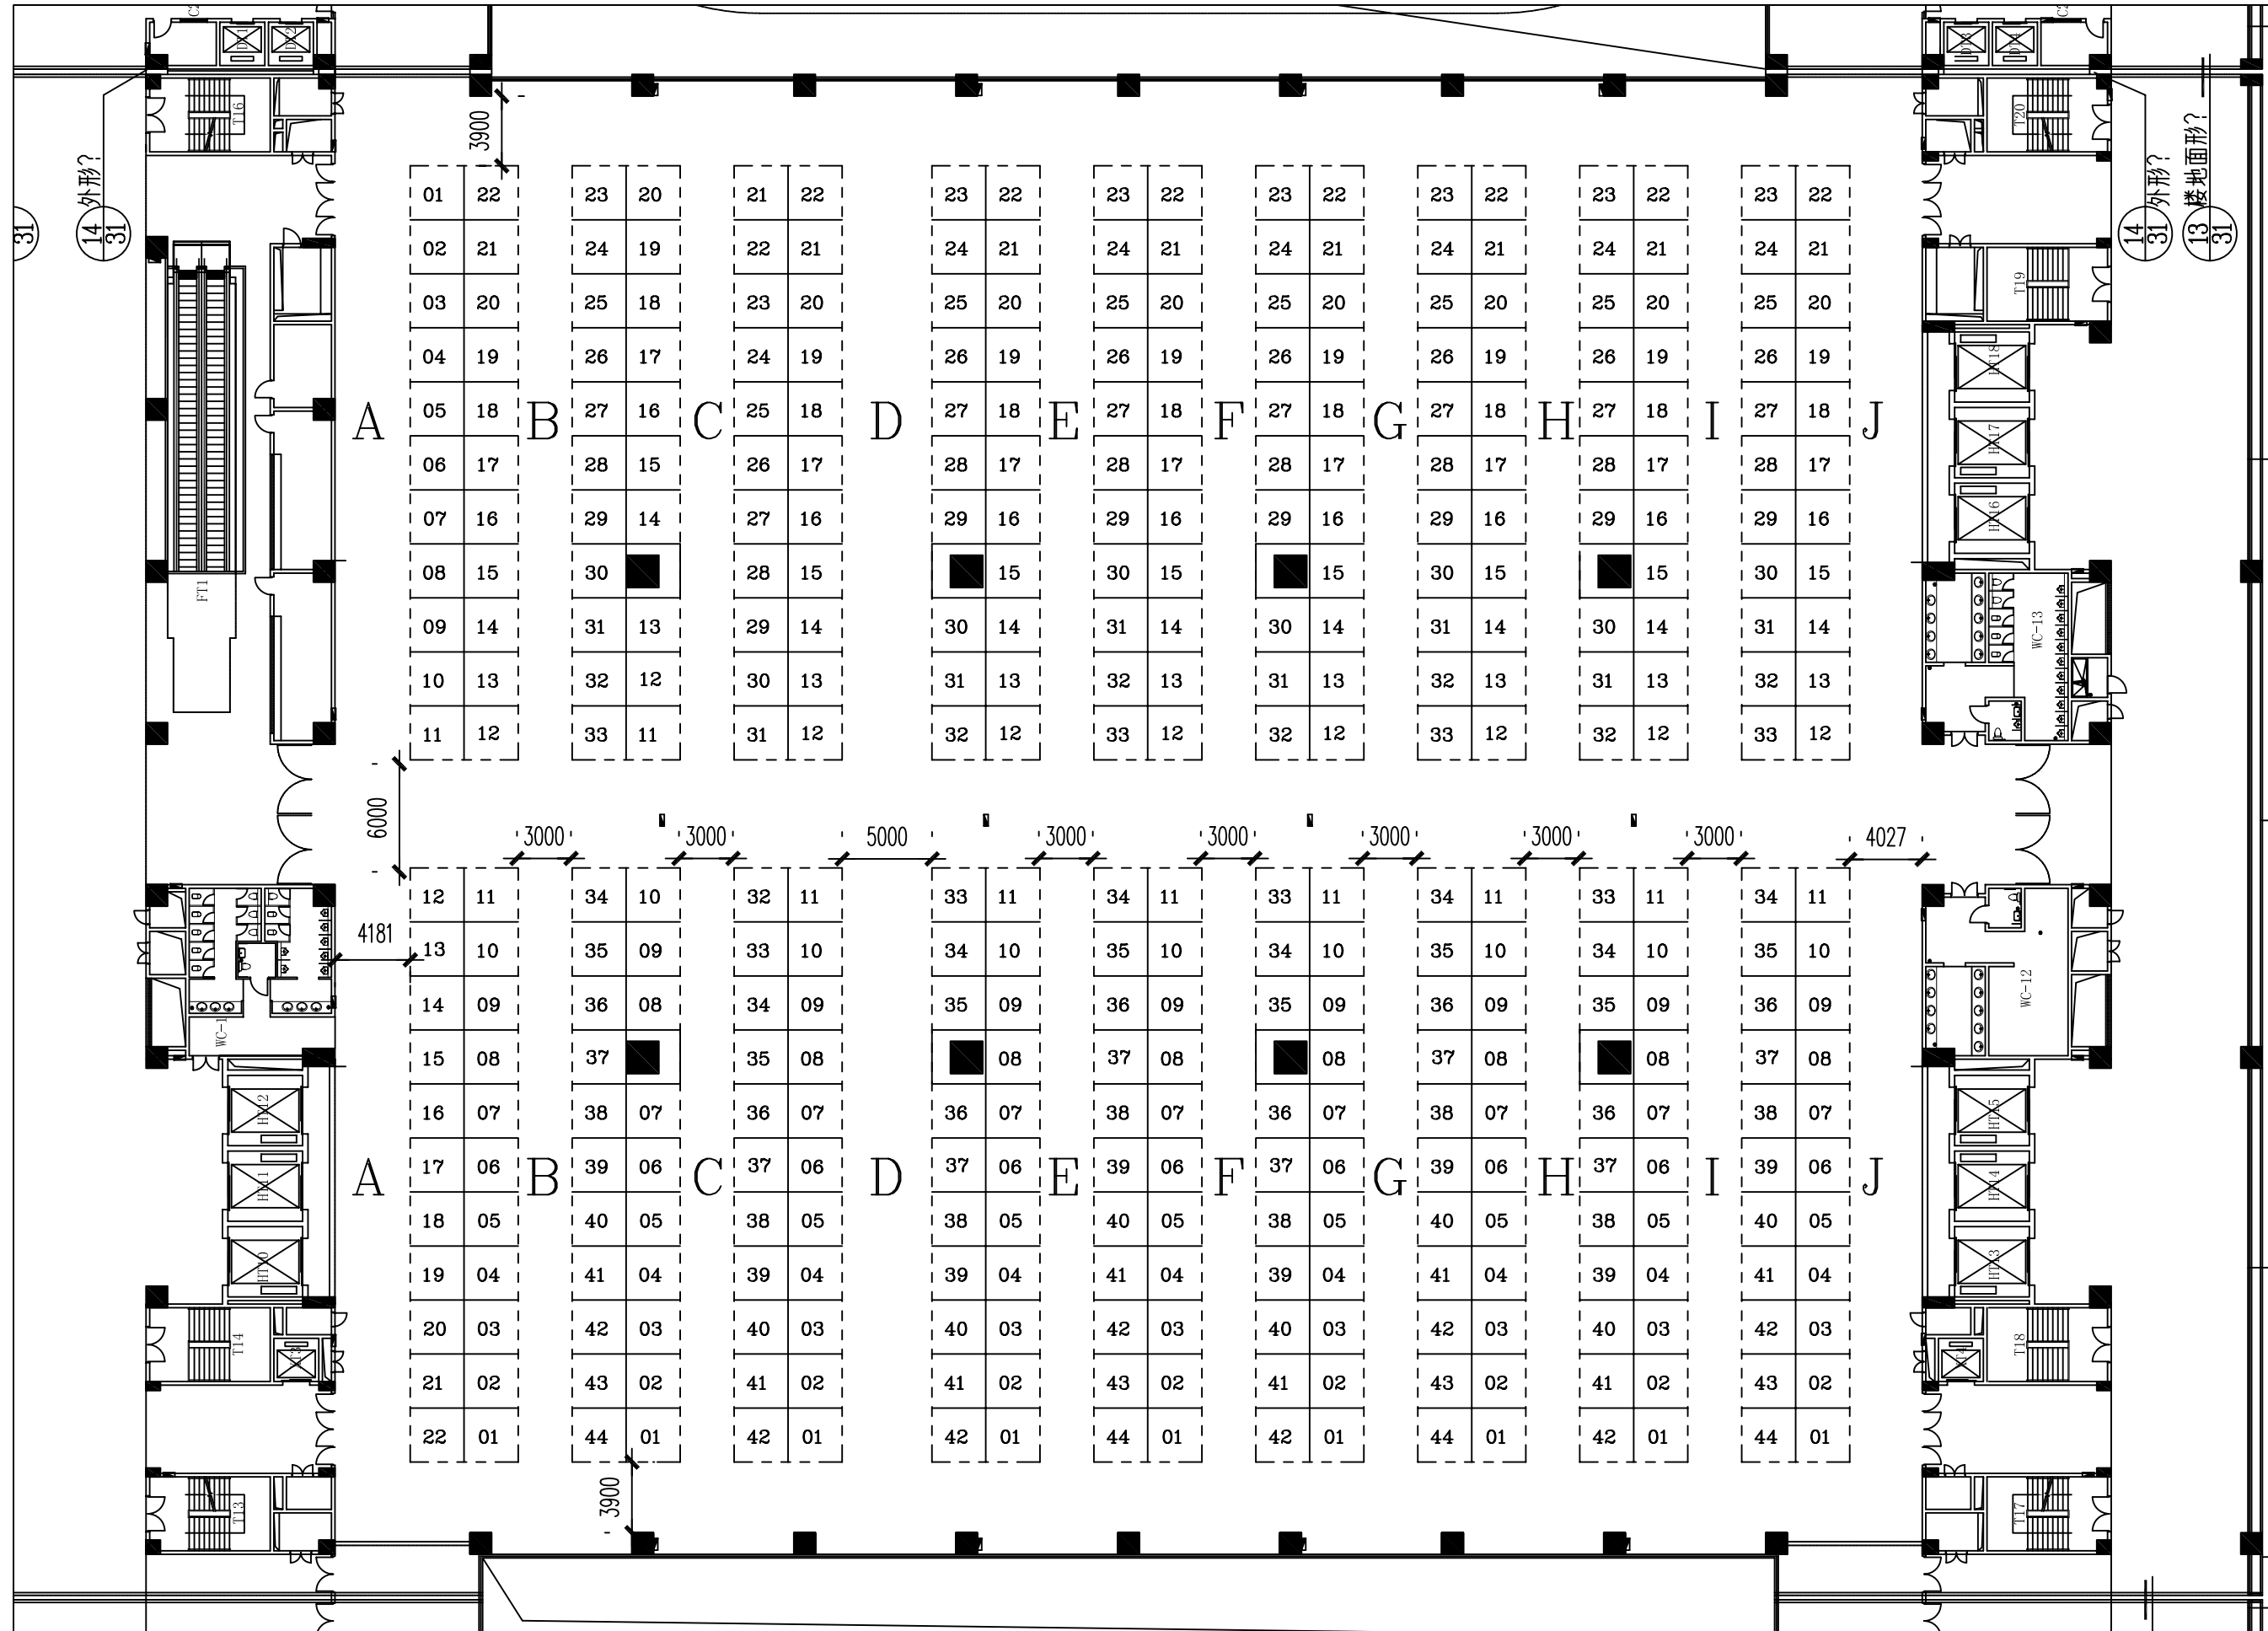 C2
DT1
DT2
DT3
DT4
C2
T16
3900
T20
外形?
14
31
31
外形?
14
31
楼地面形?
13
31
01 22 23 20 21 22 23 22 23 22 23 22 23 22 23 22 23 22
02 21 24 19 22 21 24 21 24 21 24 21 24 21 24 21 24 21
03 20 25 18 23 20 25 20 25 20 25 20 25 20 25 20 25 20
T19
04 19 26 17 24 19 26 19 26 19 26 19 26 19 26 19 26 19
HT18
05 18 27 16 25 18 27 18 27 18 27 18 27 18 27 18 27 18
A B C D E F G H I J
HT17
06 17 28 15 26 17 28 17 28 17 28 17 28 17 28 17 28 17
07 16 29 14 27 16 29 16 29 16 29 16 29 16 29 16 29 16
HT16
08 15 30 28 15 15 30 15 15 30 15 15 30 15
FT1
09 14 31 13 29 14 30 14 31 14 30 14 31 14 30 14 31 14
WC-13
10 13 32 12 30 13 31 13 32 13 31 13 32 13 31 13 32 13
11 12 33 11 31 12 32 12 33 12 32 12 33 12 32 12 33 12
6000
3000 3000 5000 3000 3000 3000 3000 3000 4027
12 11 34 10 32 11 33 11 34 11 33 11 34 11 33 11 34 11
4181
13 10 35 09 33 10 34 10 35 10 34 10 35 10 34 10 35 10
14 09 36 08 34 09 35 09 36 09 35 09 36 09 35 09 36 09
WC-1
WC-12
15 08 37 35 08 08 37 08 08 37 08 08 37 08
16 07 38 07 36 07 36 07 38 07 36 07 38 07 36 07 38 07
HT12
HT15
17 06 39 06 37 06 37 06 39 06 37 06 39 06 37 06 39 06
A B C D E F G H I J
HT11
HT14
18 05 40 05 38 05 38 05 40 05 38 05 40 05 38 05 40 05
HT10
HT13
19 04 41 04 39 04 39 04 41 04 39 04 41 04 39 04 41 04
20 03 42 03 40 03 40 03 42 03 40 03 42 03 40 03 42 03
T14
XT3
T18
XT4
21 02 43 02 41 02 41 02 43 02 41 02 43 02 41 02 43 02
22 01 44 01 42 01 42 01 44 01 42 01 44 01 42 01 44 01
3900
T13
T17